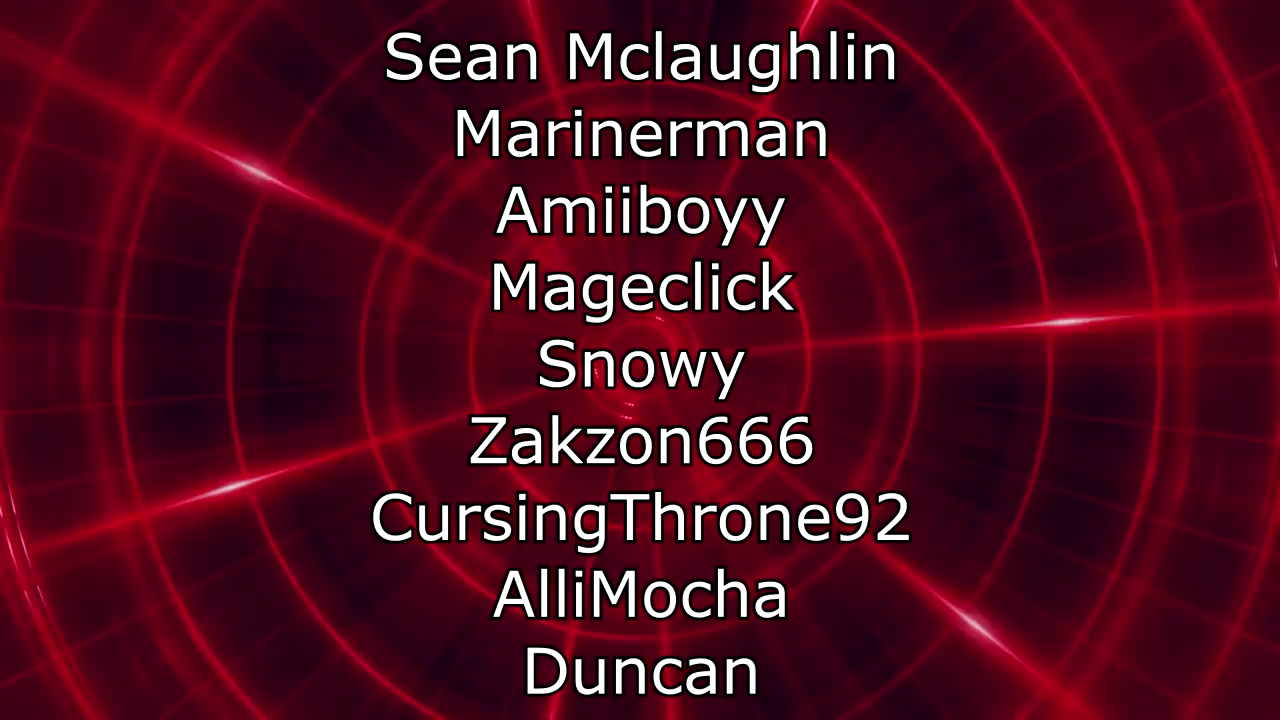 Sean Mclaughlin
Marinerman
Amiiboyy
Mageclick
Snowy
Zakzon666
CursingThrone92
AlliMocha
Duncan